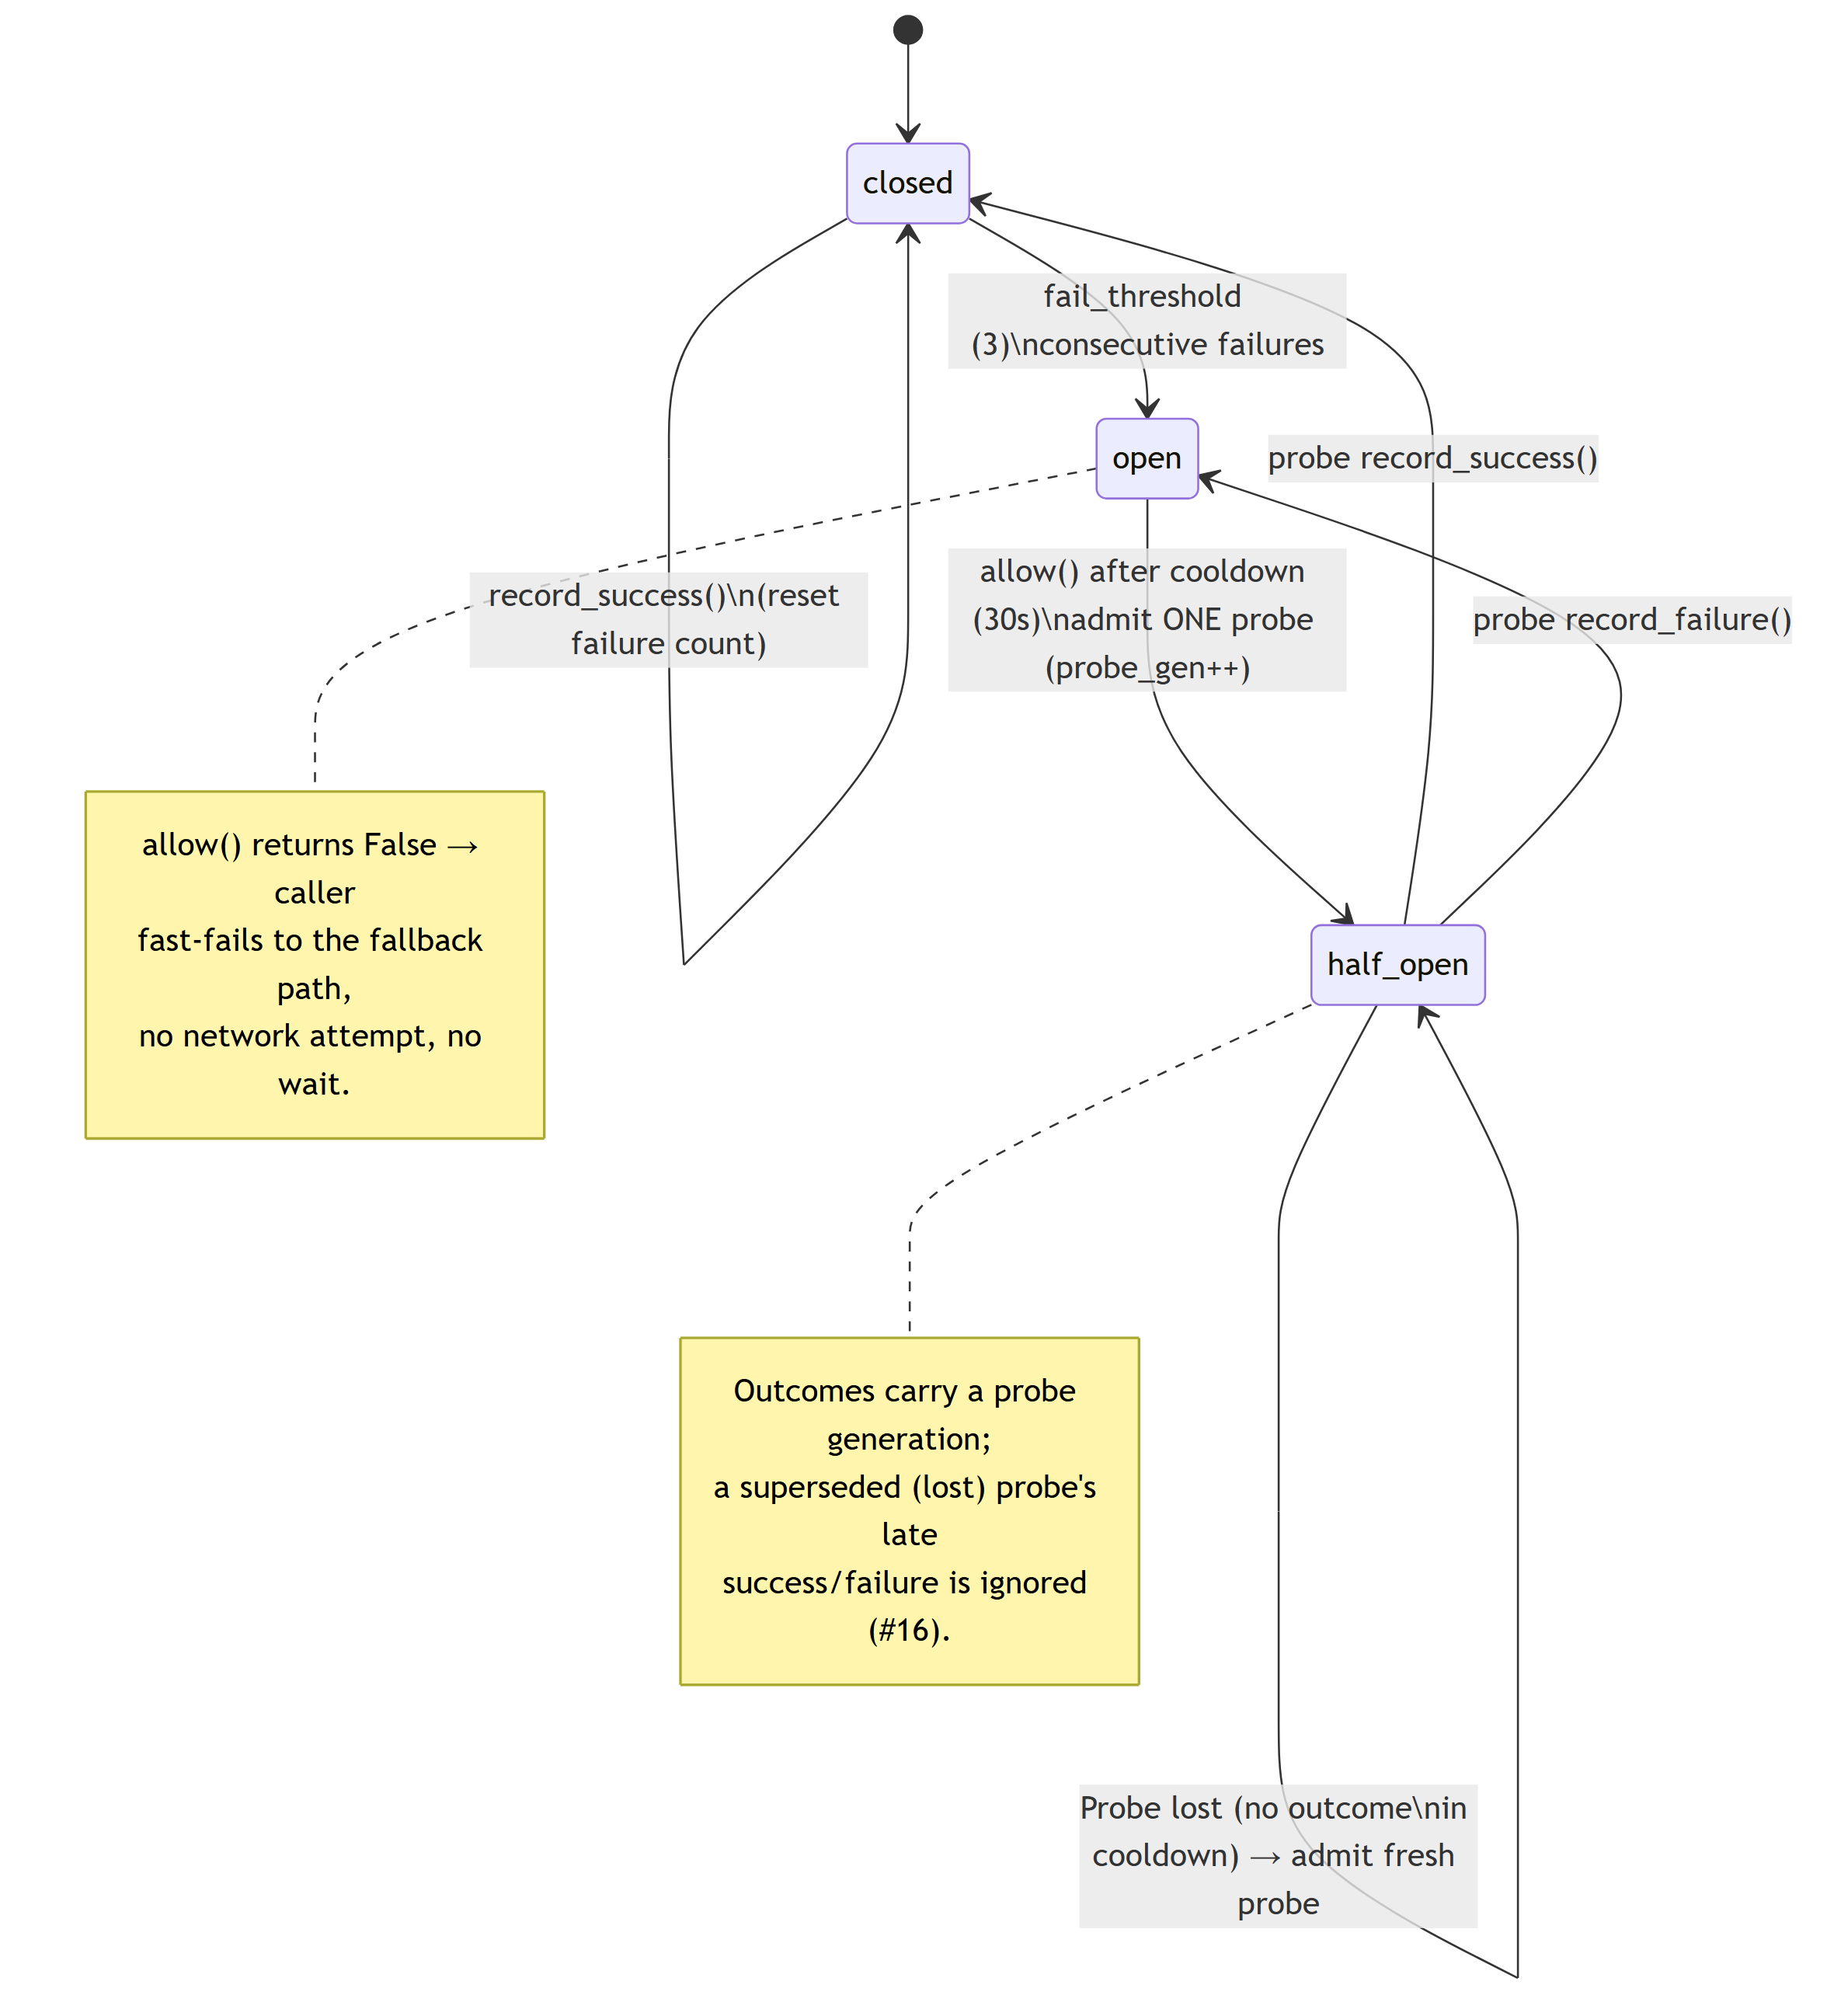 closed
fail_threshold
(3)\nconsecutive failures
open
probe record_success()
allow() after cooldown
(30s)\nadmit ONE probe
(probe_gen++)
record_success()\n(reset
failure count)
probe record_failure()
allow() returns False →
caller
fast-fails to the fallback
path,
no network attempt, no
wait.
half_open
Outcomes carry a probe
generation;
a superseded (lost) probe's
late
success/failure is ignored
(#16).
Probe lost (no outcome\nin
cooldown) → admit fresh
probe